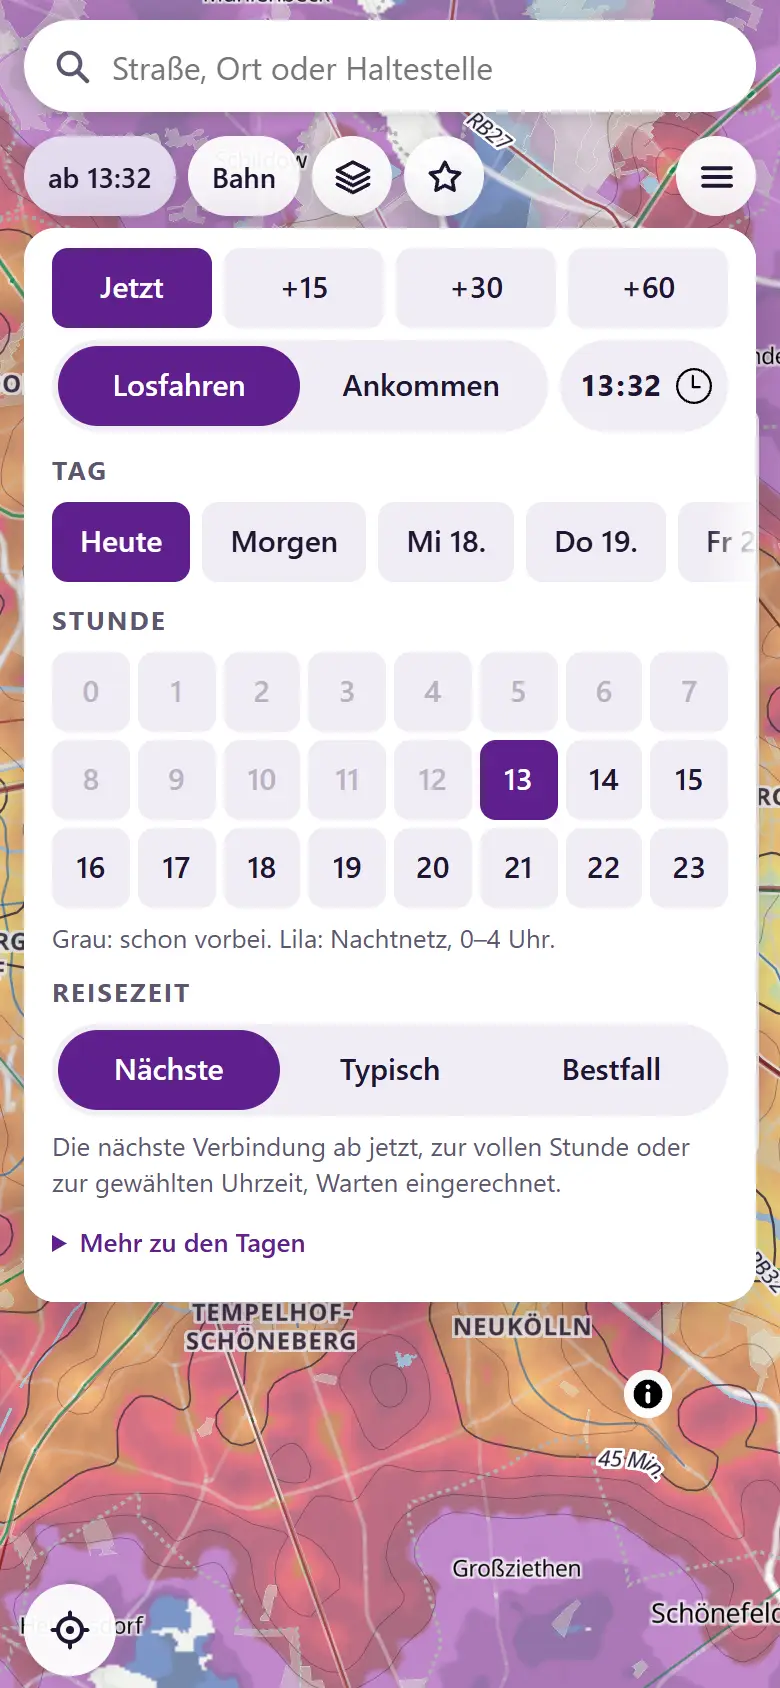 Straße, Ort oder Haltestelle
RB27
ab 13:32
Bahn
Jetzt
+15
+30
+60
Losfahren
Ankommen
13:32
TAG
Heute
Morgen
Mi 18.
Do 19.
Fr 2
STUNDE
0 1 2 3 4 5 6 7
8 9 10 11 12 13 14 15
16 17 18 19 20 21 22 23
Grau: schon vorbei. Lila: Nachtnetz, 0–4 Uhr.
REISEZEIT
Nächste
Typisch
Bestfall
Die nächste Verbindung ab jetzt, zur vollen Stunde oder
zur gewählten Uhrzeit, Warten eingerechnet.
Mehr zu den Tagen
TEMPELHOF-
SCHÖNEBERG
NEUKÖLLN
45 Min.
Großziethen
Schönefeld